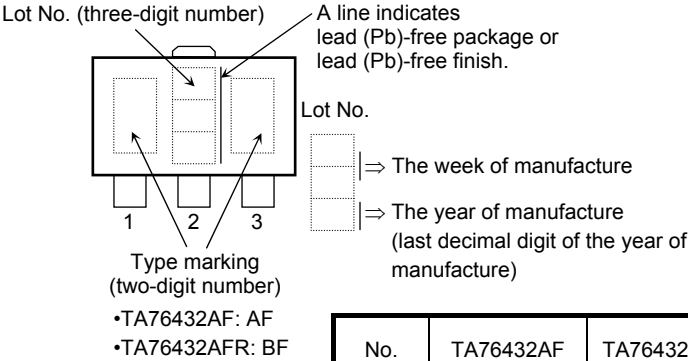 Lot No. (three-digit number)
A line indicates
lead (Pb)-free package or
lead (Pb)-free finish.
Lot No.
⇒ The week of manufacture
⇒ The year of manufacture
(last decimal digit of the year of
manufacture)
1 2 3
Type marking
(two-digit number)
•TA76432AF: AF
•TA76432AFR: BF
No. TA76432AF TA76432